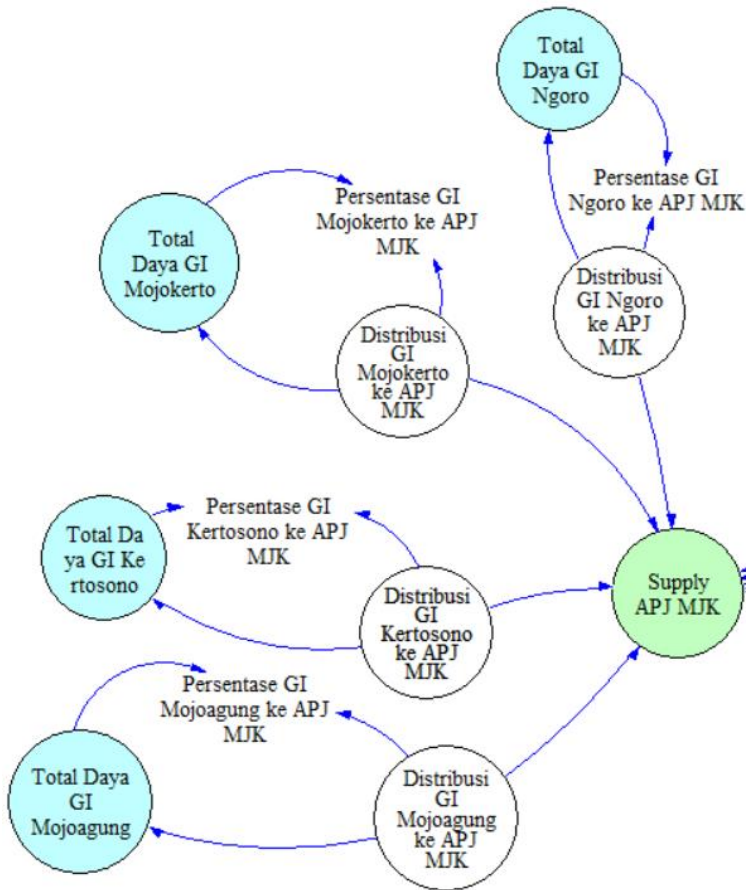 Total
Daya GI
Ngoro
Persentase GI
Ngoro ke APJ MJK
Distribusi
GI Ngoro
ke APJ
MJK
Total
Daya GI
Mojokerto
Persentase GI
Mojokerto ke APJ
MJK
Distribusi
GI
Mojokerto
ke APJ
MJK
Total Da
ya GI Ke
rtosono
Persentase GI
Kertosono ke APJ
MJK
Distribusi
GI
Kertosono
ke APJ
MJK
Supply
APJ MJK
Persentase GI
Mojoagung ke APJ
MJK
Total Daya
GI
Mojoagung
Distribusi
GI
Mojoagung
ke APJ
MJK